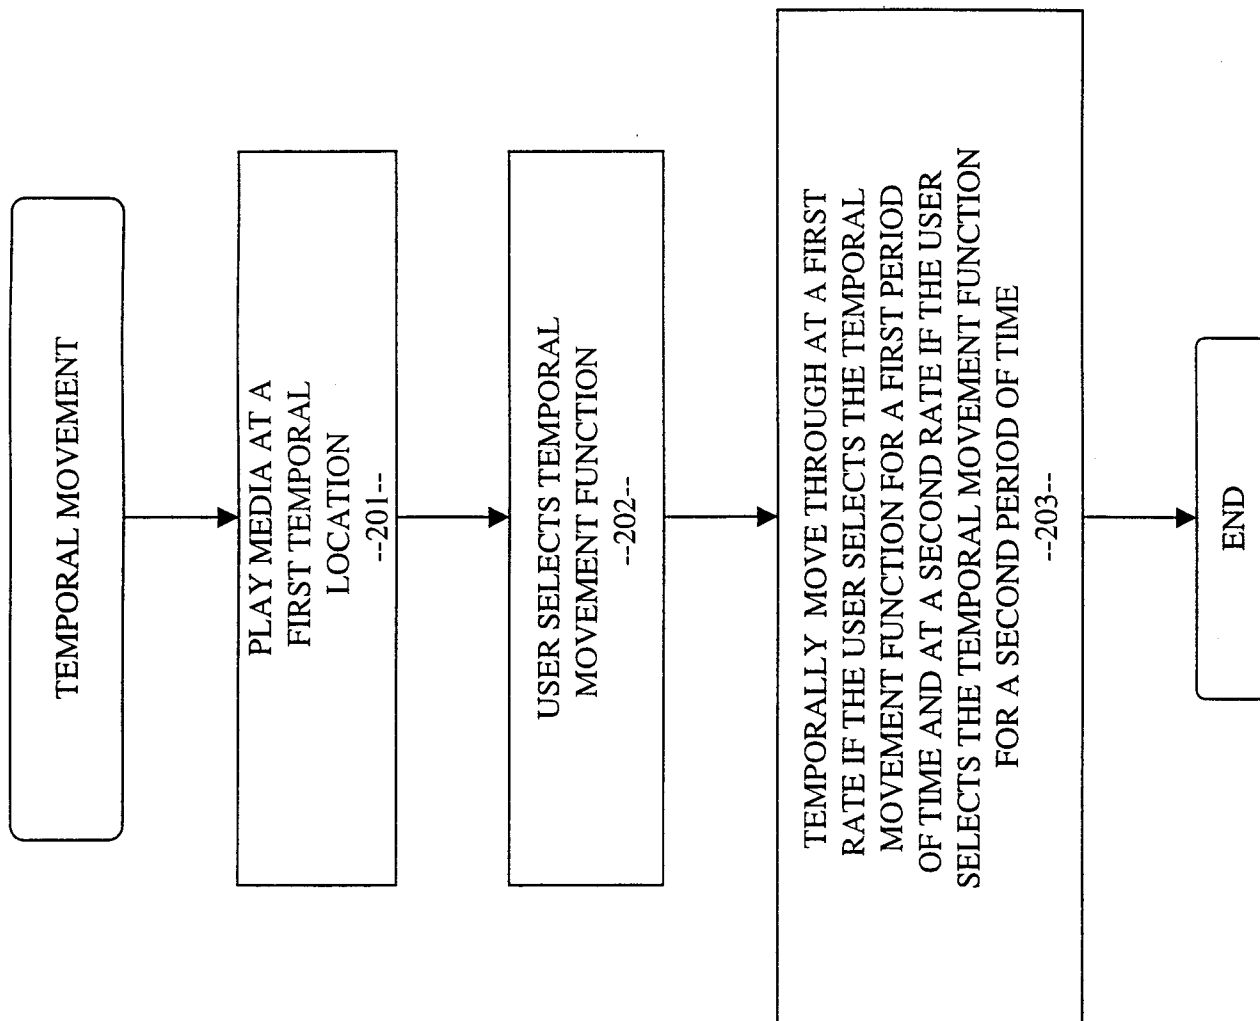 TEMPORAL MOVEMENT
PLAY MEDIA AT A
FIRST TEMPORAL
LOCATION
--201--
USER SELECTS TEMPORAL
MOVEMENT FUNCTION
--202--
TEMPORALLY MOVE THROUGH AT A FIRST
RATE IF THE USER SELECTS THE TEMPORAL
MOVEMENT FUNCTION FOR A FIRST PERIOD
OF TIME AND AT A SECOND RATE IF THE USER
SELECTS THE TEMPORAL MOVEMENT FUNCTION
FOR A SECOND PERIOD OF TIME
--203--
END